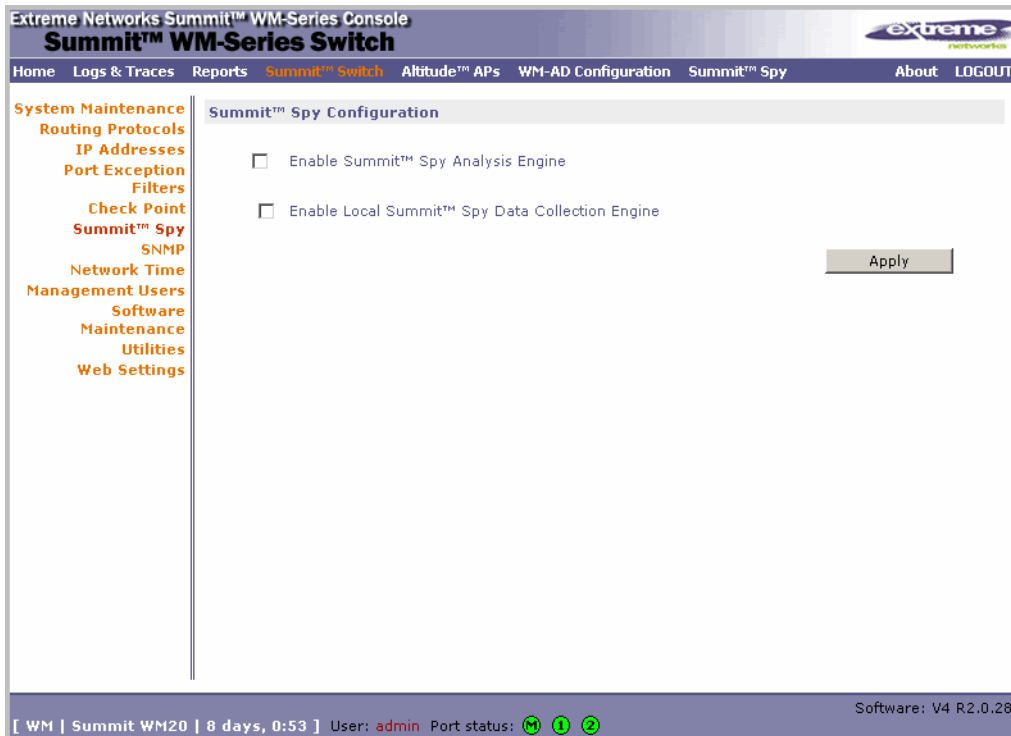 Extreme Networks Summit™ WM-Series Console
Summit™ WM-Series Switch
extreme
networks
Home Logs & Traces Reports Summit™ Switch Altitude™ APs WM-AD Configuration Summit™ Spy About LOGOUT
System Maintenance
Routing Protocols
IP Addresses
Port Exception
Filters
Check Point
Summit™ Spy
SNMP
Network Time
Management Users
Software
Maintenance
Utilities
Web Settings
Summit™ Spy Configuration
Enable Summit™ Spy Analysis Engine
Enable Local Summit™ Spy Data Collection Engine
Apply
Software: V4 R2.0.28
[ WM | Summit WM20 | 8 days, 0:53 ] User: admin Port status: M 1 2